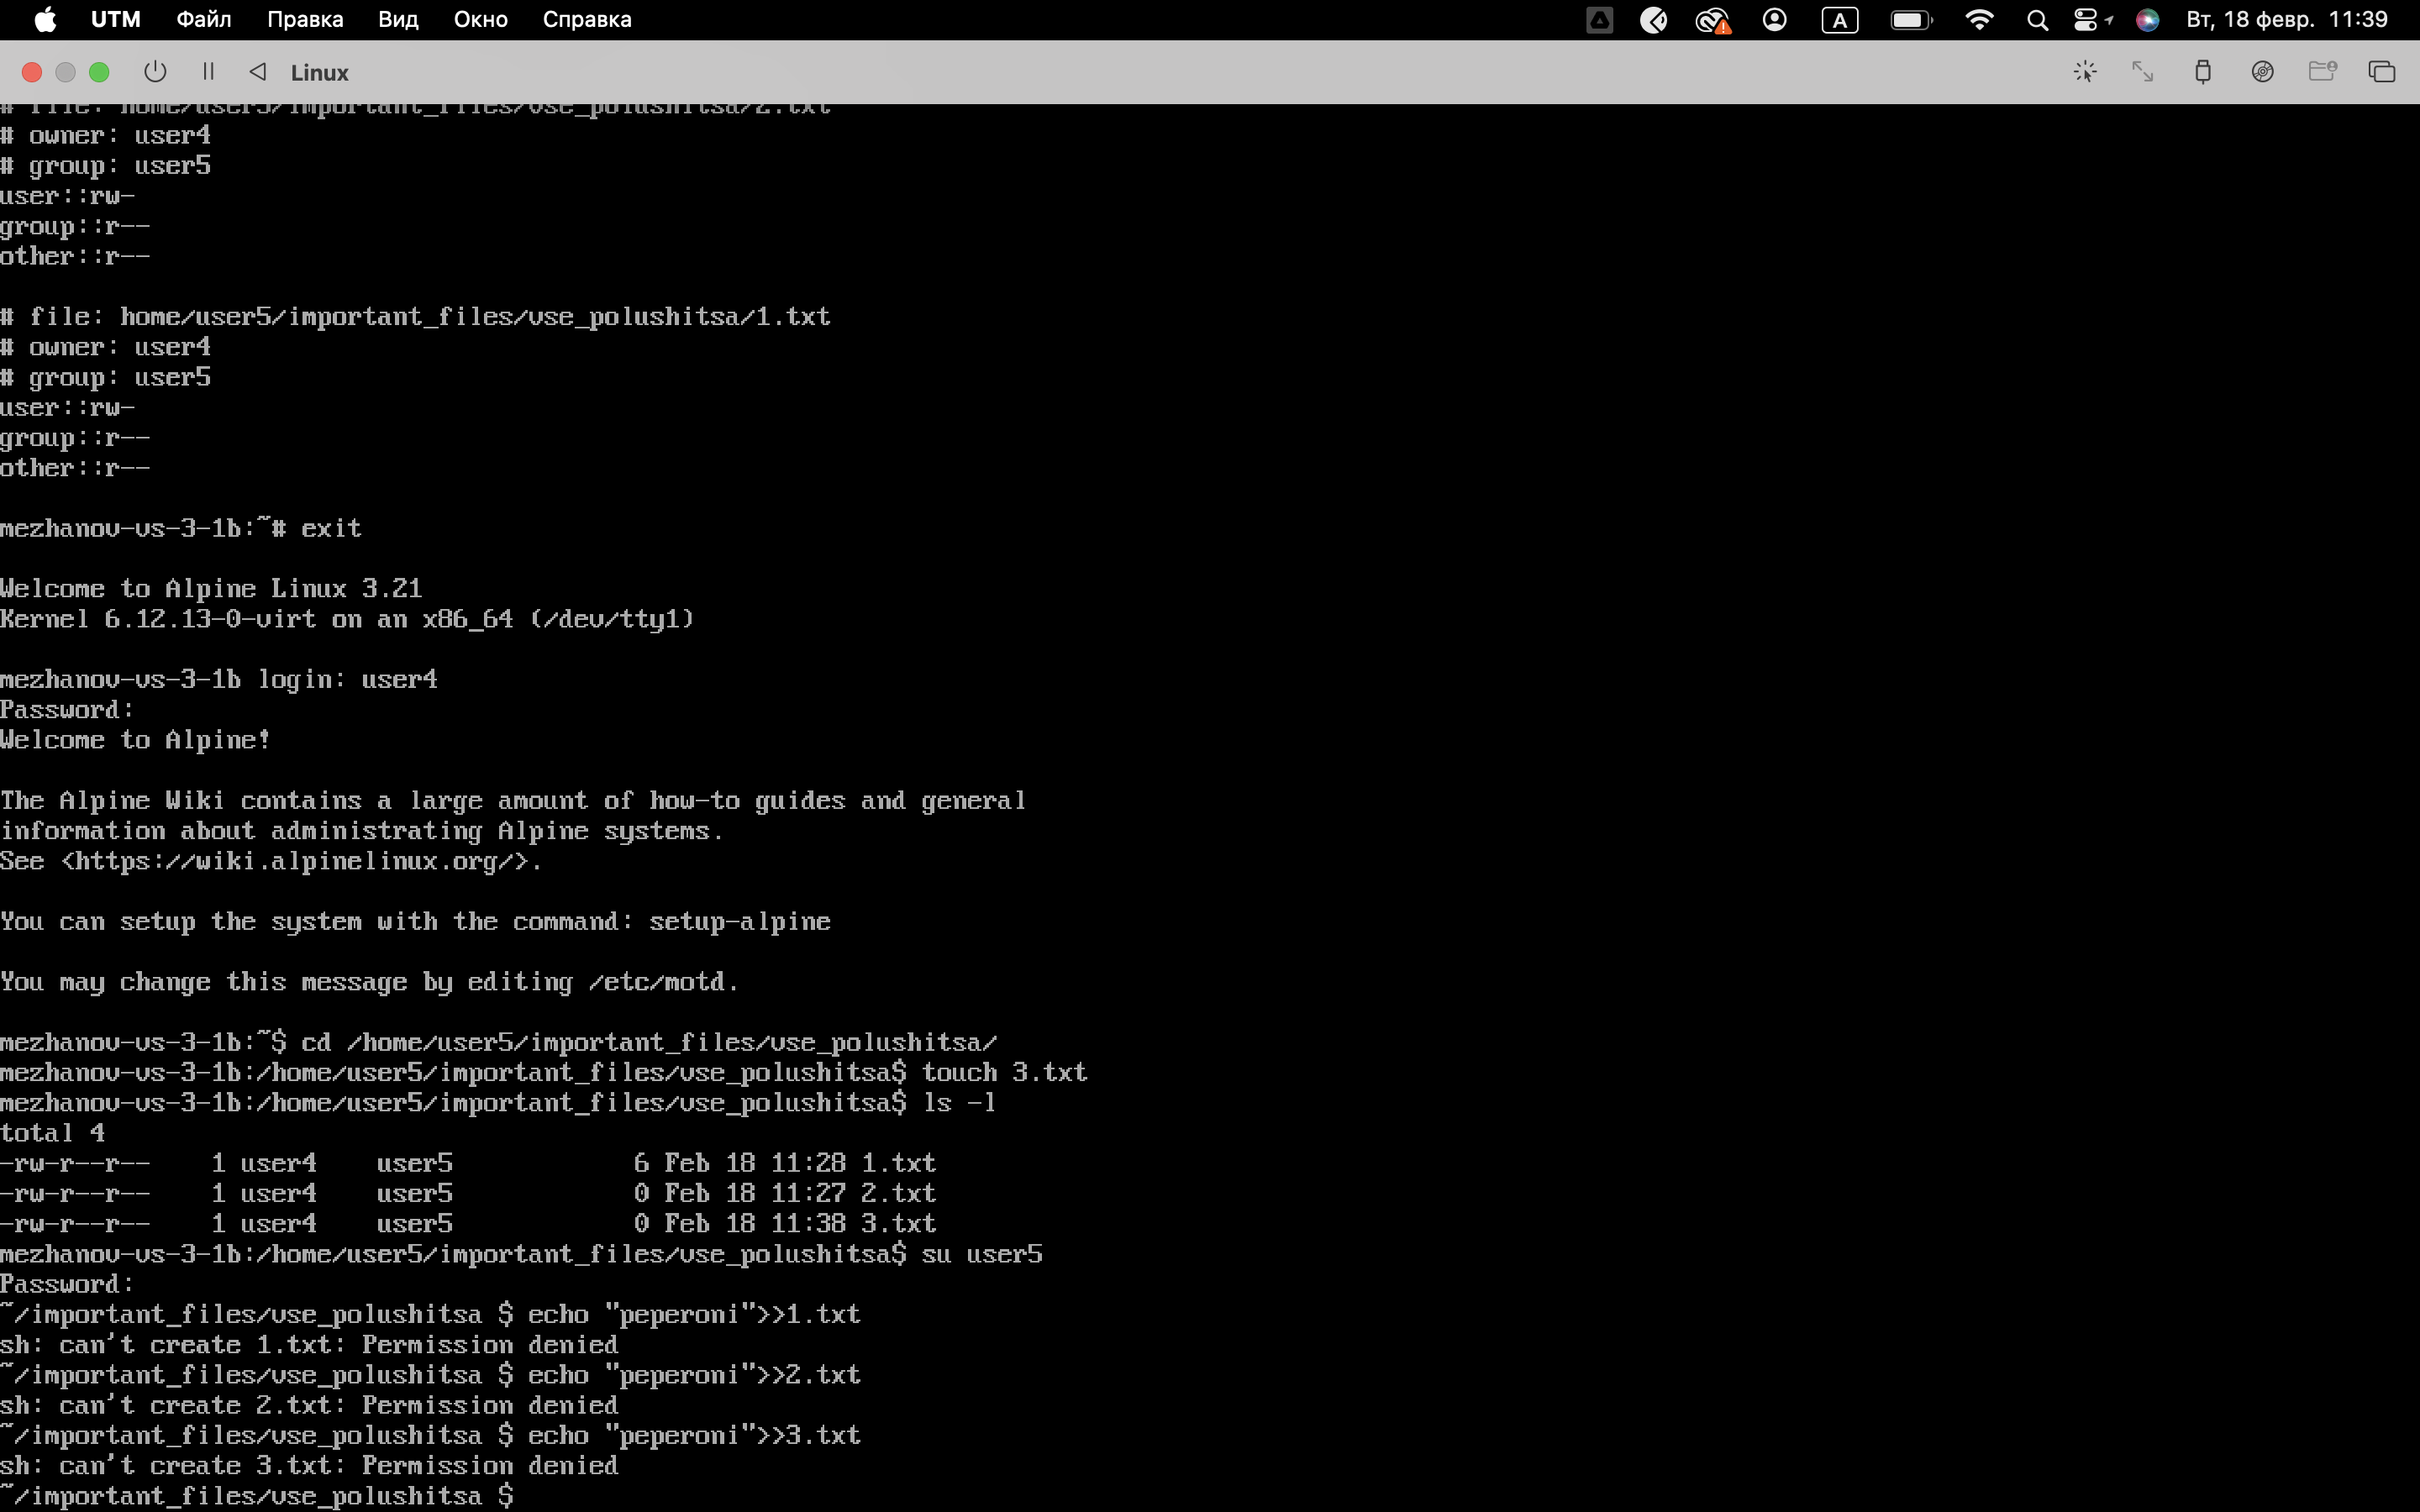 UTM Файл Правка Вид Окно Справка A Вт, 18 февр. 11:39
Linux
# file: home/user5/important_files/vse_polushitsa/2.txt
# owner: user4
# group: user5
user::rw-
group::r--
other::r--
# file: home/user5/important_files/vse_polushitsa/1.txt
# owner: user4
# group: user5
user::rw-
group::r--
other::r--
mezhanov-vs-3-1b:~# exit
Welcome to Alpine Linux 3.21
Kernel 6.12.13-0-virt on an x86_64 (/dev/tty1)
mezhanov-vs-3-1b login: user4
Password:
Welcome to Alpine!
The Alpine Wiki contains a large amount of how-to guides and general
information about administrating Alpine systems.
See <https://wiki.alpinelinux.org/>.
You can setup the system with the command: setup-alpine
You may change this message by editing /etc/motd.
mezhanov-vs-3-1b:~$ cd /home/user5/important_files/vse_polushitsa/
mezhanov-vs-3-1b:/home/user5/important_files/vse_polushitsa$ touch 3.txt
mezhanov-vs-3-1b:/home/user5/important_files/vse_polushitsa$ ls -l
total 4
-rw-r--r--    1 user4    user5            6 Feb 18 11:28 1.txt
-rw-r--r--    1 user4    user5            0 Feb 18 11:27 2.txt
-rw-r--r--    1 user4    user5            0 Feb 18 11:38 3.txt
mezhanov-vs-3-1b:/home/user5/important_files/vse_polushitsa$ su user5
Password:
~/important_files/vse_polushitsa $ echo "peperoni">>1.txt
sh: can't create 1.txt: Permission denied
~/important_files/vse_polushitsa $ echo "peperoni">>2.txt
sh: can't create 2.txt: Permission denied
~/important_files/vse_polushitsa $ echo "peperoni">>3.txt
sh: can't create 3.txt: Permission denied
~/important_files/vse_polushitsa $